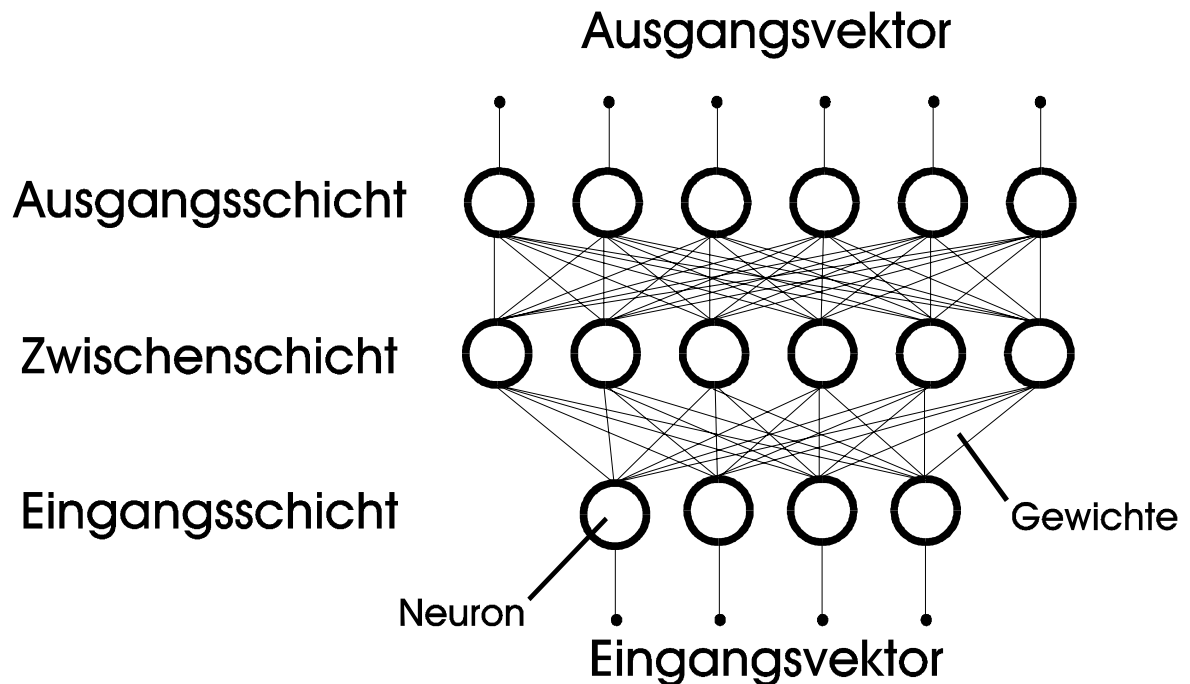 Ausgangsvektor
Ausgangsschicht
Zwischenschicht
Eingangsschicht
Gewichte
Neuron
Eingangsvektor